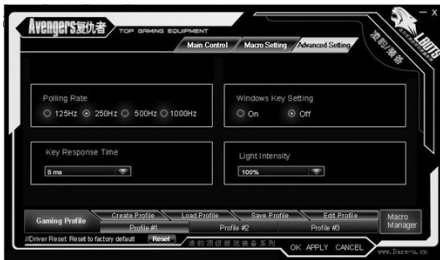 Avengers复仇者 TOP GAMING EQUIPMENT
Main Control Macro Setting Advanced Setting
Polling Rate
125Hz 250Hz 500Hz 1000Hz
Windows Key Setting
On Off
Key Response Time
8 ms
Light Intensity
100%
Gaming Profile
Create Profile Load Profile Save Profile Edit Profile
Profile #1 Profile #2 Profile #3
Macro
Manager
//Driver Reset: Reset to factory default Reset
OK APPLY CANCEL
www.Dare-u.cn